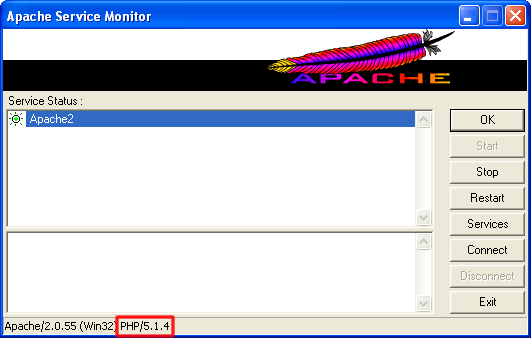 Apache Service Monitor
APACHE
Service Status :
Apache2
OK
Start
Stop
Restart
Services
Connect
Disconnect
Exit
Apache/2.0.55 (Win32) PHP/5.1.4